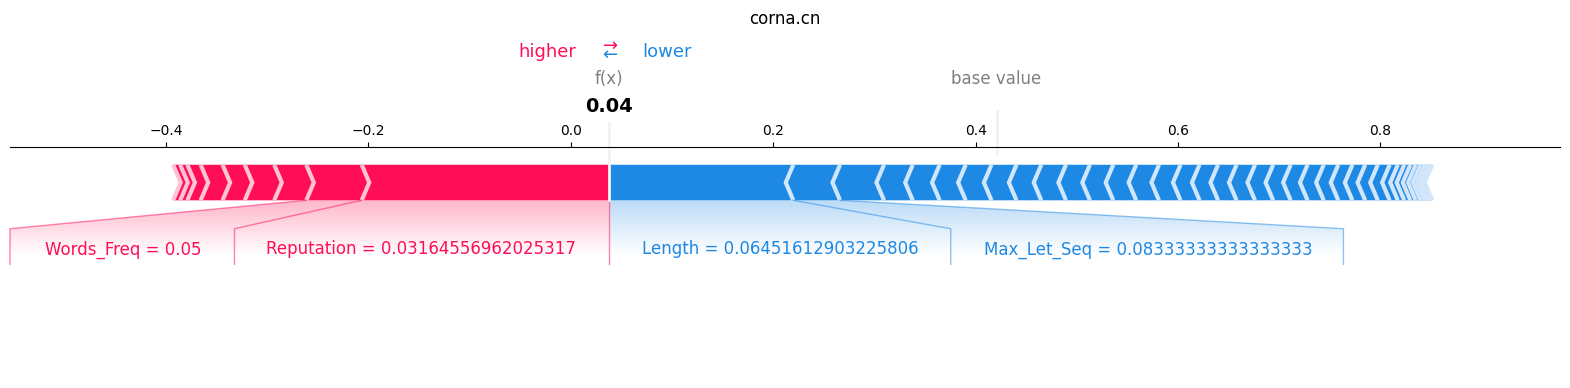 corna.cn
higher → ← lower
f(x) base value
0.04
−0.4 −0.2 0.0 0.2 0.4 0.6 0.8
Words_Freq = 0.05 Reputation = 0.03164556962025317 Length = 0.06451612903225806 Max_Let_Seq = 0.08333333333333333